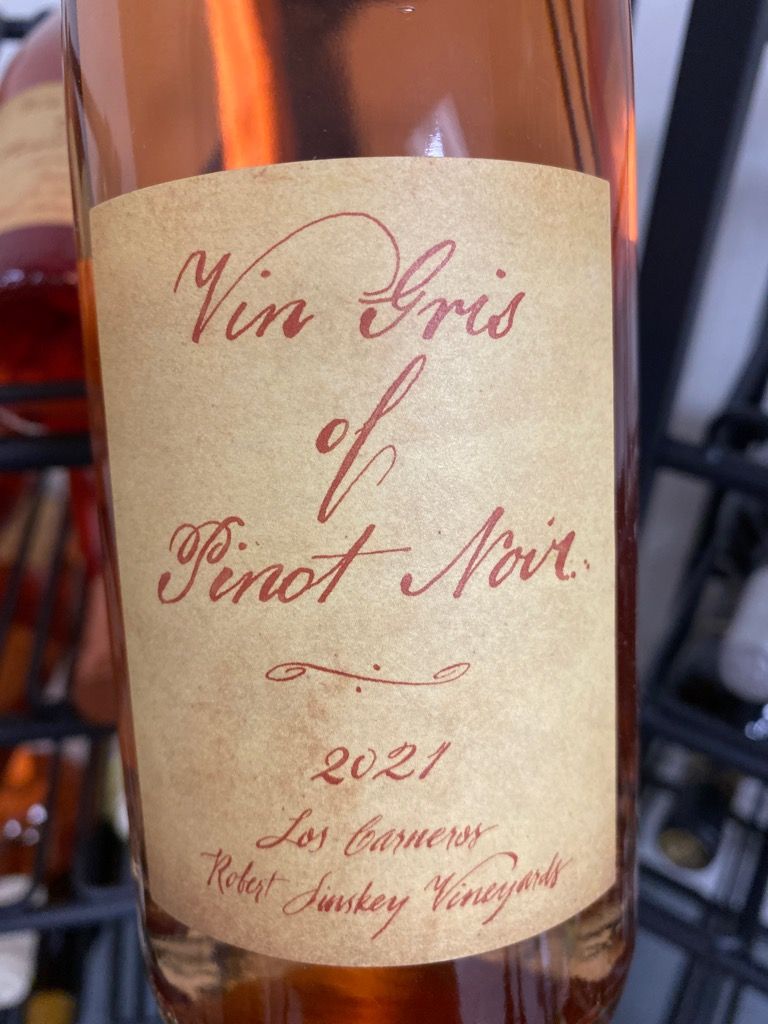 Vin Gris
of
Pinot Noir
2021
Los Carneros
Robert Sinskey Vineyards